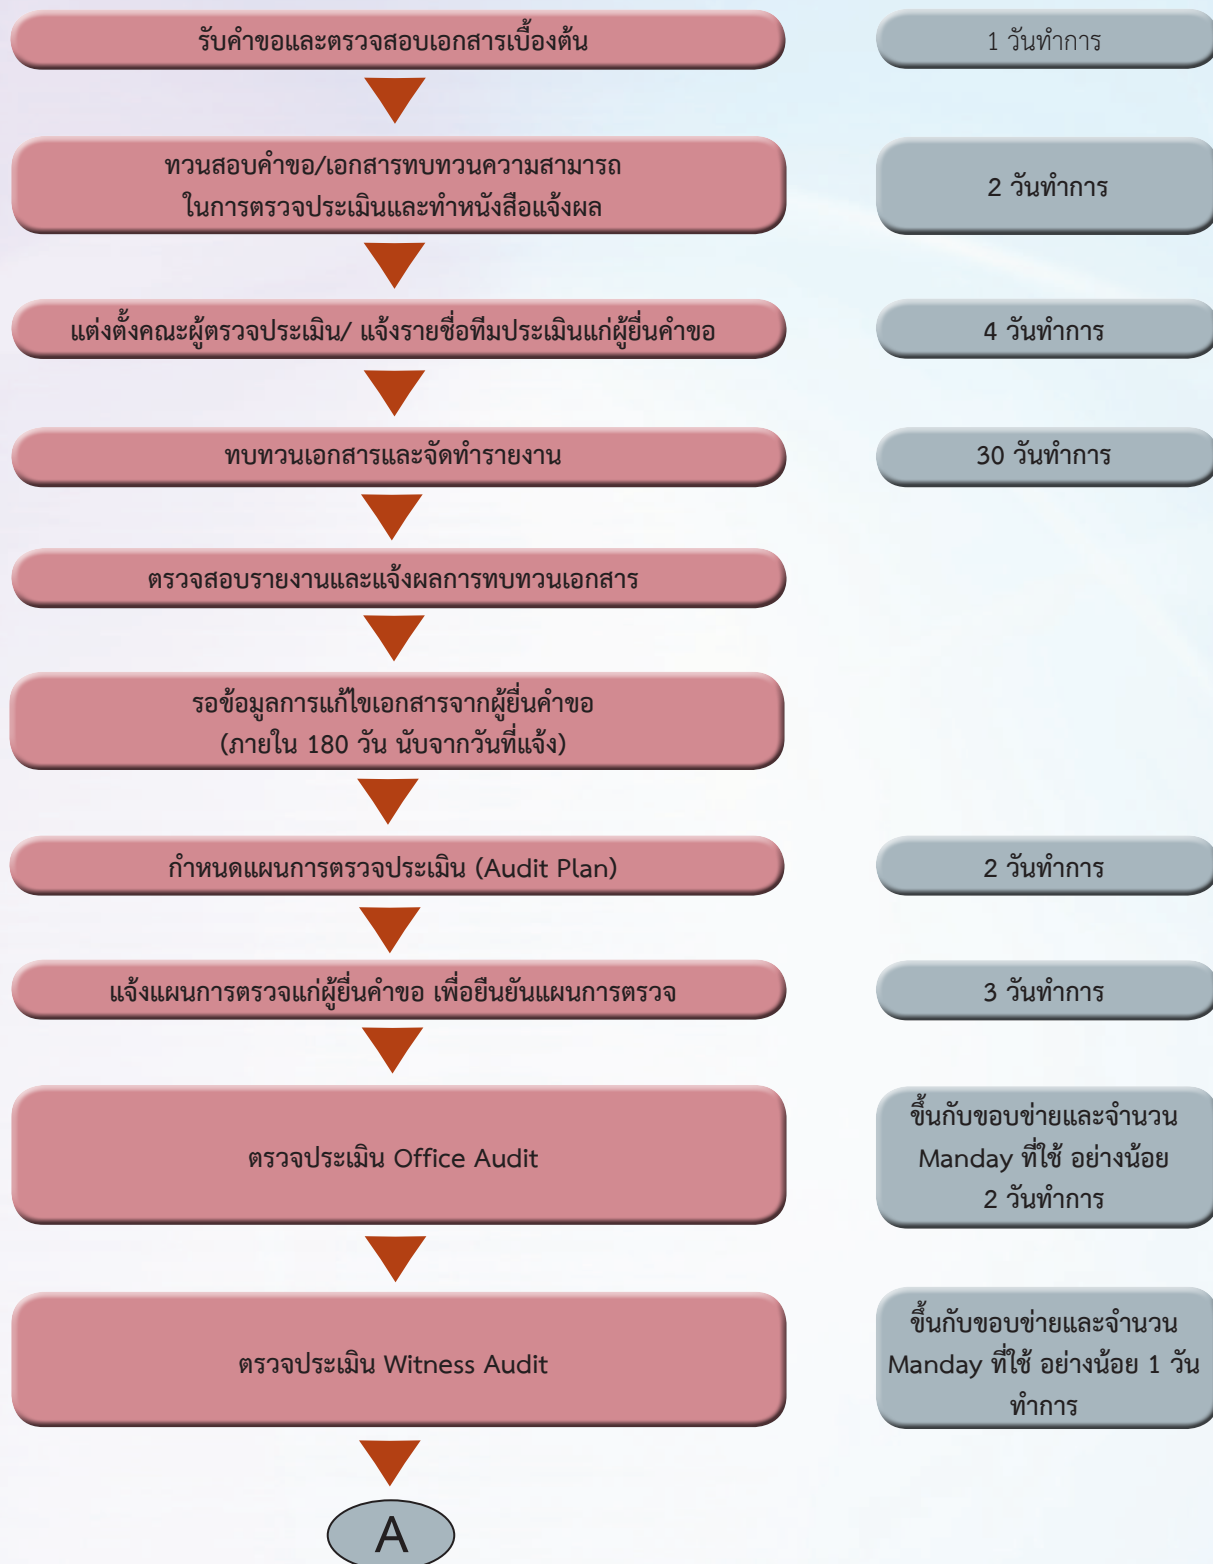 รับคำขอและตรวจสอบเอกสารเบื้องต้น
1 วันทำการ
ทวนสอบคำขอ/เอกสารทบทวนความสามารถ
ในการตรวจประเมินและทำหนังสือแจ้งผล
2 วันทำการ
แต่งตั้งคณะผู้ตรวจประเมิน/ แจ้งรายชื่อทีมประเมินแก่ผู้ยื่นคำขอ
4 วันทำการ
ทบทวนเอกสารและจัดทำรายงาน
30 วันทำการ
ตรวจสอบรายงานและแจ้งผลการทบทวนเอกสาร
รอข้อมูลการแก้ไขเอกสารจากผู้ยื่นคำขอ
(ภายใน 180 วัน นับจากวันที่แจ้ง)
กำหนดแผนการตรวจประเมิน (Audit Plan)
2 วันทำการ
แจ้งแผนการตรวจแก่ผู้ยื่นคำขอ เพื่อยืนยันแผนการตรวจ
3 วันทำการ
ตรวจประเมิน Office Audit
ขึ้นกับขอบข่ายและจำนวน
Manday ที่ใช้ อย่างน้อย
2 วันทำการ
ตรวจประเมิน Witness Audit
ขึ้นกับขอบข่ายและจำนวน
Manday ที่ใช้ อย่างน้อย 1 วัน
ทำการ
A